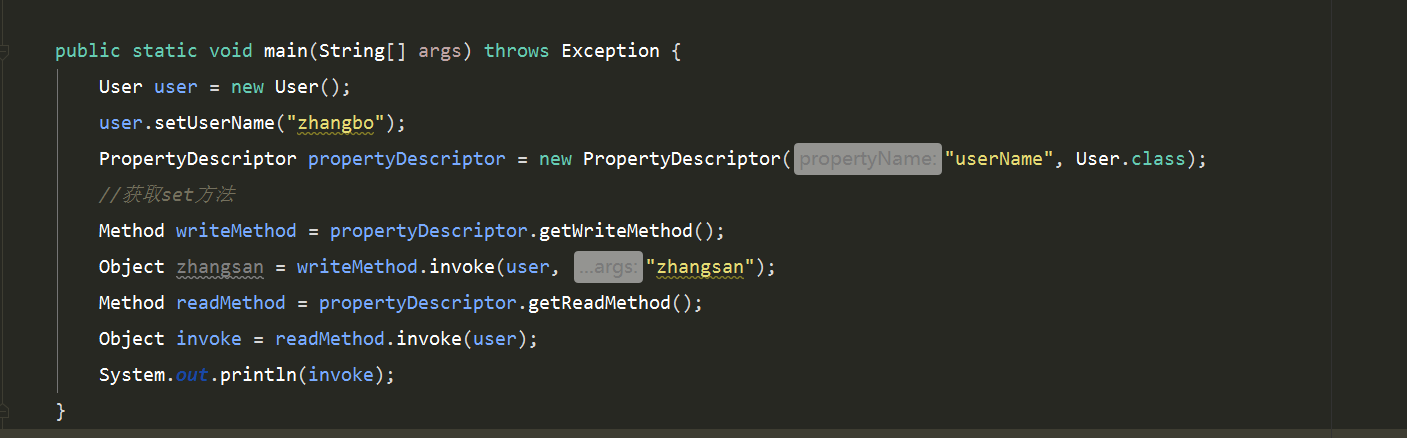 public static void main(String[] args) throws Exception {
User user = new User();
user.setUserName("zhangbo");
PropertyDescriptor propertyDescriptor = new PropertyDescriptor( propertyName: "userName", User.class);
//获取set方法
Method writeMethod = propertyDescriptor.getWriteMethod();
Object zhangsan = writeMethod.invoke(user, ...args: "zhangsan");
Method readMethod = propertyDescriptor.getReadMethod();
Object invoke = readMethod.invoke(user);
System.out.println(invoke);
}